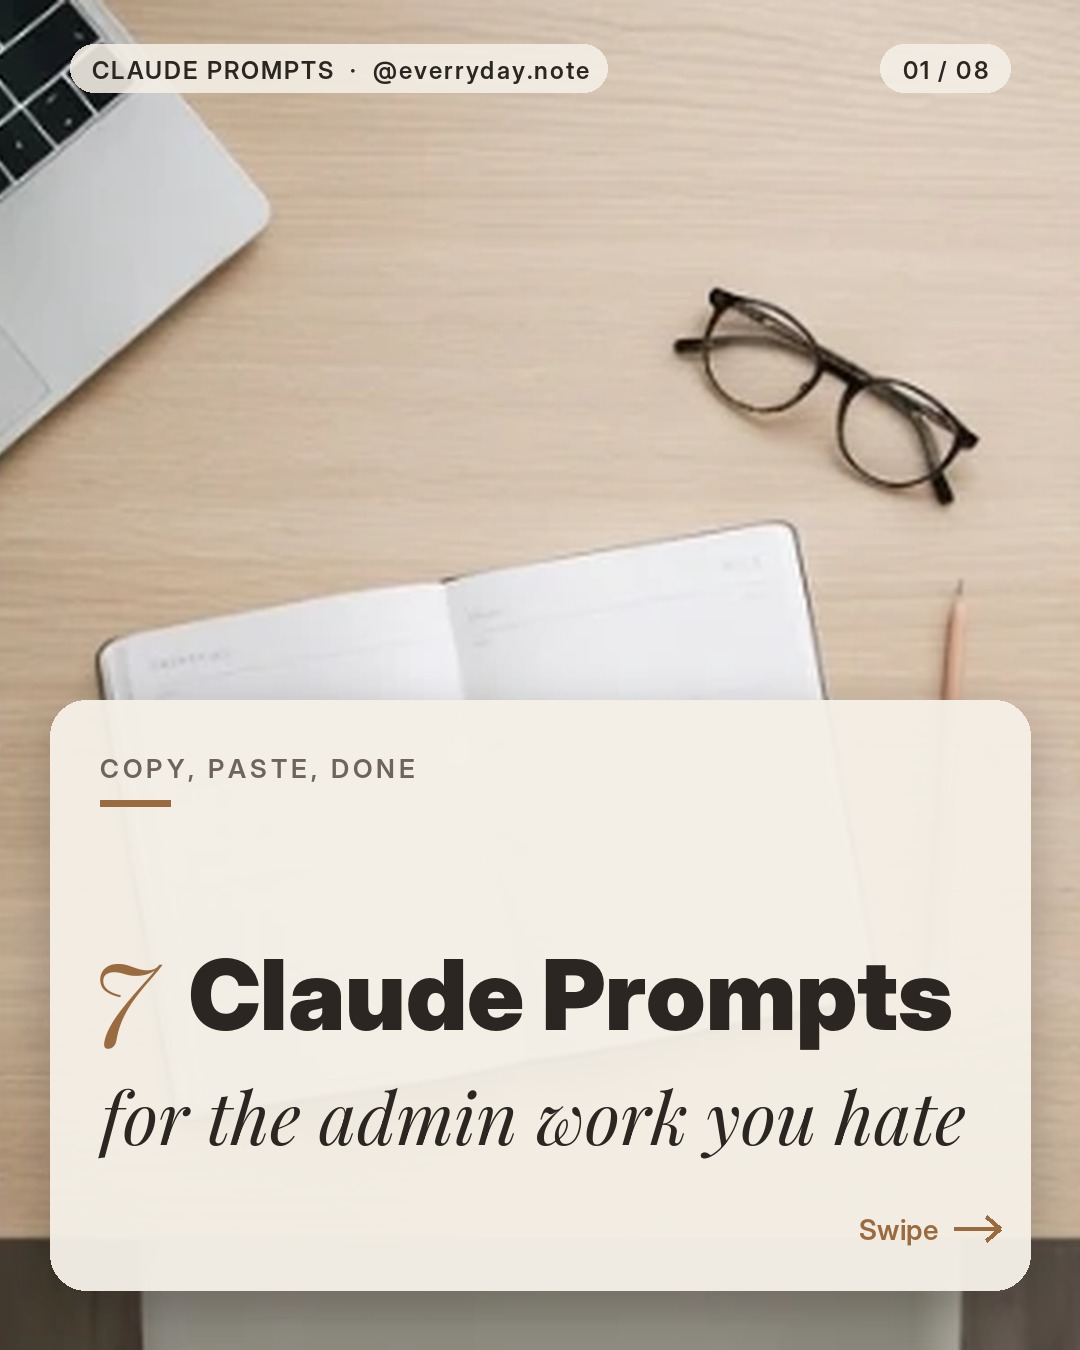 CLAUDE PROMPTS · @everryday.note
01 / 08
COPY, PASTE, DONE
7 Claude Prompts
for the admin work you hate
Swipe →